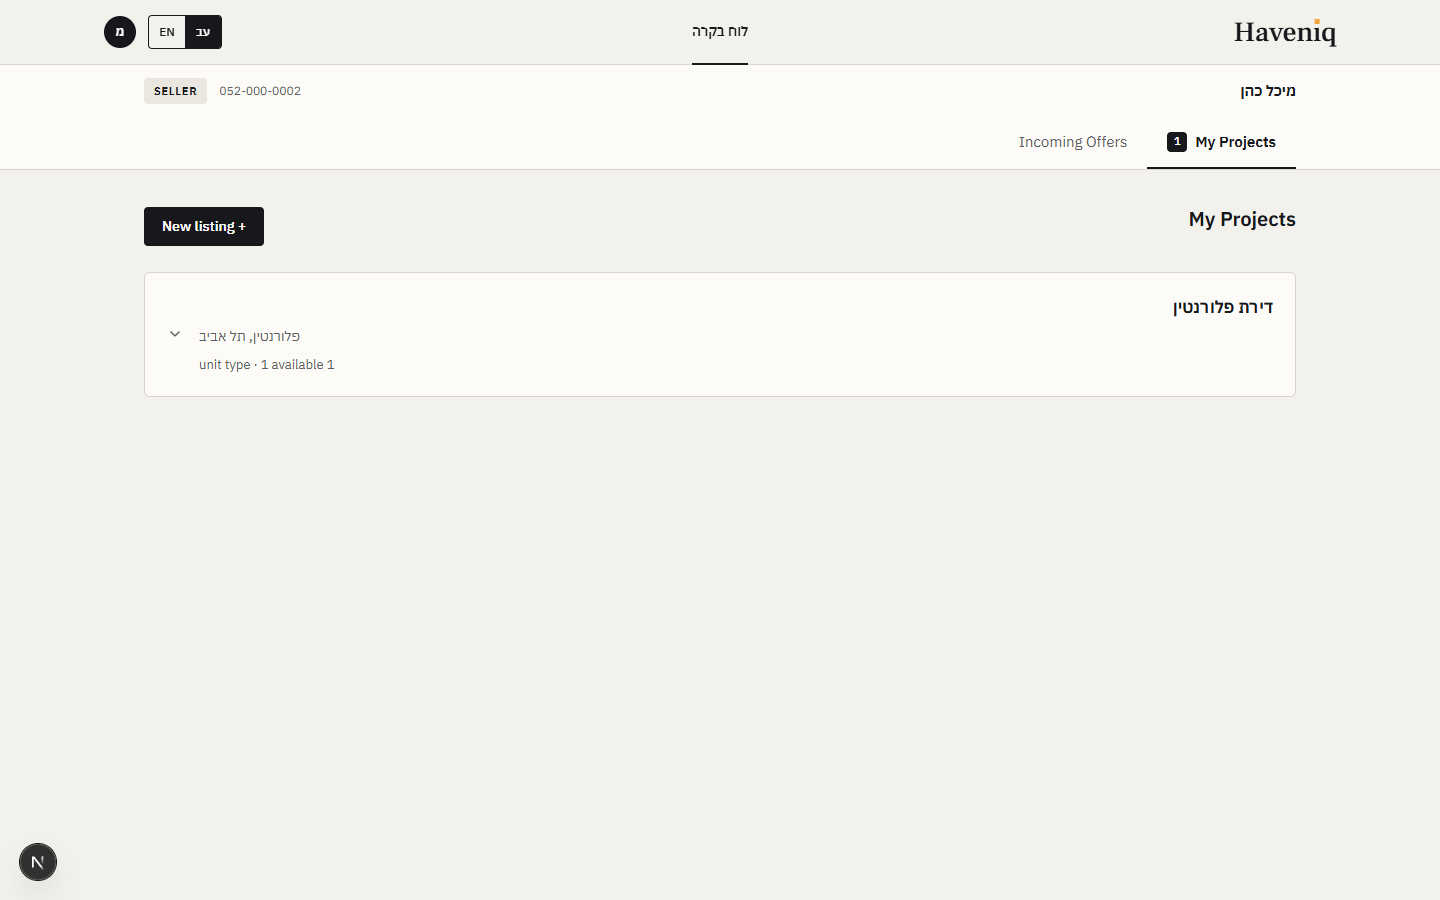 Haveniq
לוח בקרה
עב
EN
מ
מיכל כהן
052-000-0002
SELLER
My Projects 1
Incoming Offers
My Projects
New listing +
דירת פלורנטין
פלורנטין, תל אביב
unit type · 1 available 1
N